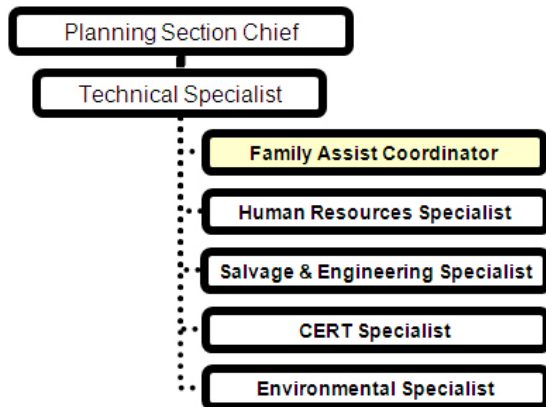 Planning Section Chief
Technical Specialist
Family Assist Coordinator
Human Resources Specialist
Salvage & Engineering Specialist
CERT Specialist
Environmental Specialist